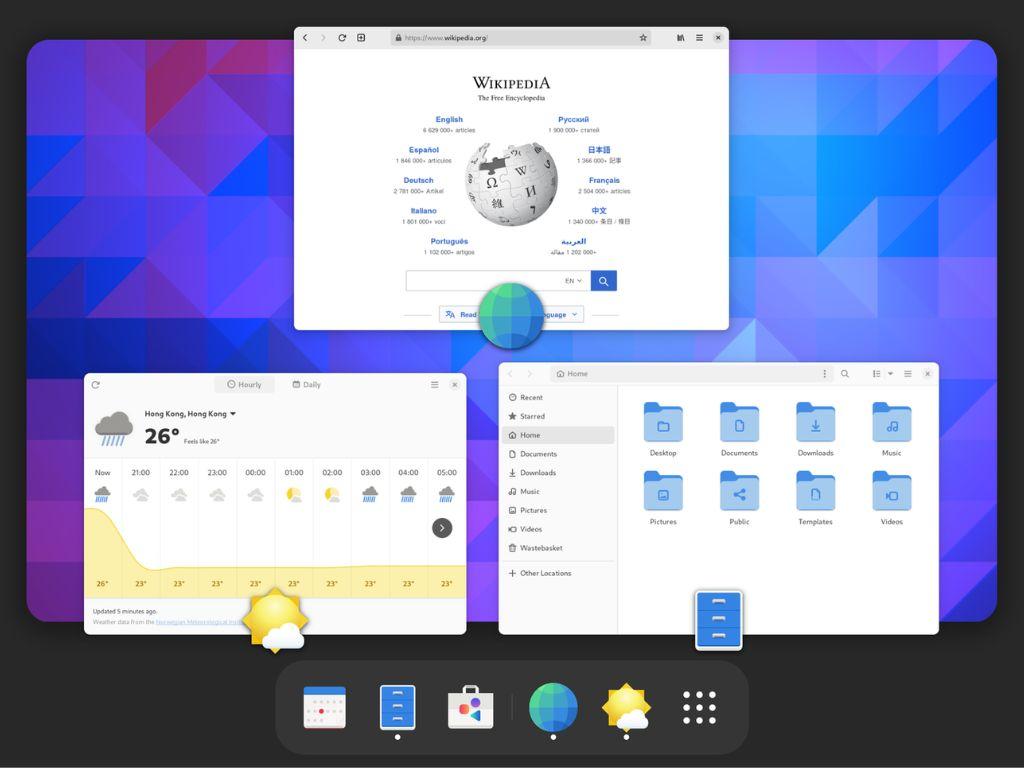 https://www.wikipedia.org/
WIKIPEDIA
The Free Encyclopedia
English
6 629 000+ articles
Русский
1 900 000+ статей
Español
1 846 000+ artículos
日本語
1 366 000+ 記事
Deutsch
2 781 000+ Artikel
Français
2 504 000+ articles
Italiano
1 801 000+ voci
中文
1 340 000+ 条目 / 條目
Português
1 102 000+ artigos
العربية
1 202 000+ مقالة
EN
Read
Hourly
Daily
Hong Kong, Hong Kong
26°
Feels like 26°
Now 21:00 22:00 23:00 00:00 01:00 02:00 03:00 04:00 05:00
26° 23° 23° 23° 23° 23° 23° 23° 23° 23°
Updated 5 minutes ago.
Weather data from the Norwegian Meteorological
Home
Recent
Starred
Home
Documents
Downloads
Music
Pictures
Videos
Wastebasket
Other Locations
Desktop Documents Downloads Music
Pictures Public Templates Videos